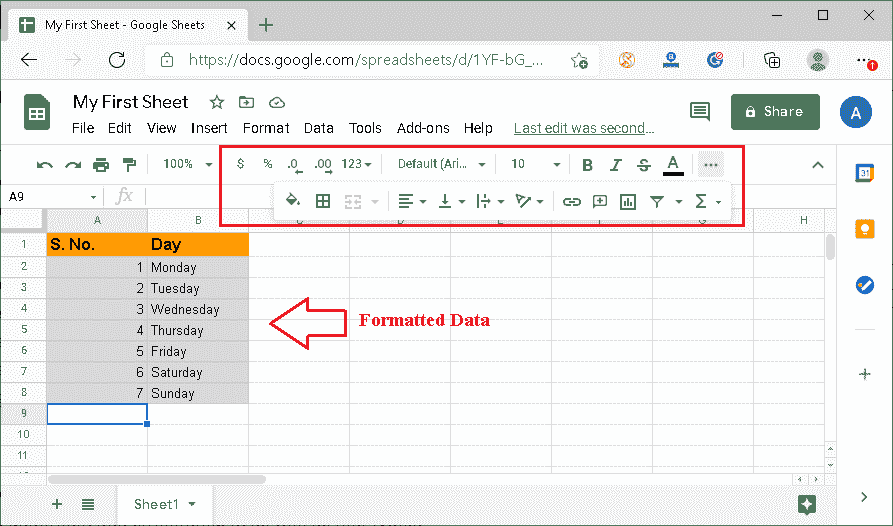 My First Sheet - Google Sheets
https://docs.google.com/spreadsheets/d/1YF-bG_...
My First Sheet
Share
A
File Edit View Insert Format Data Tools Add-ons Help Last edit was second...
100% $ % .0 .00 123 Default (Ari... 10 B I S A ...
31
A9 fx
A B C D E F G H
1 S. No. Day
2 1 Monday
3 2 Tuesday
4 3 Wednesday
Formatted Data
5 4 Thursday
6 5 Friday
7 6 Saturday
8 7 Sunday
9
10
11
Sheet1